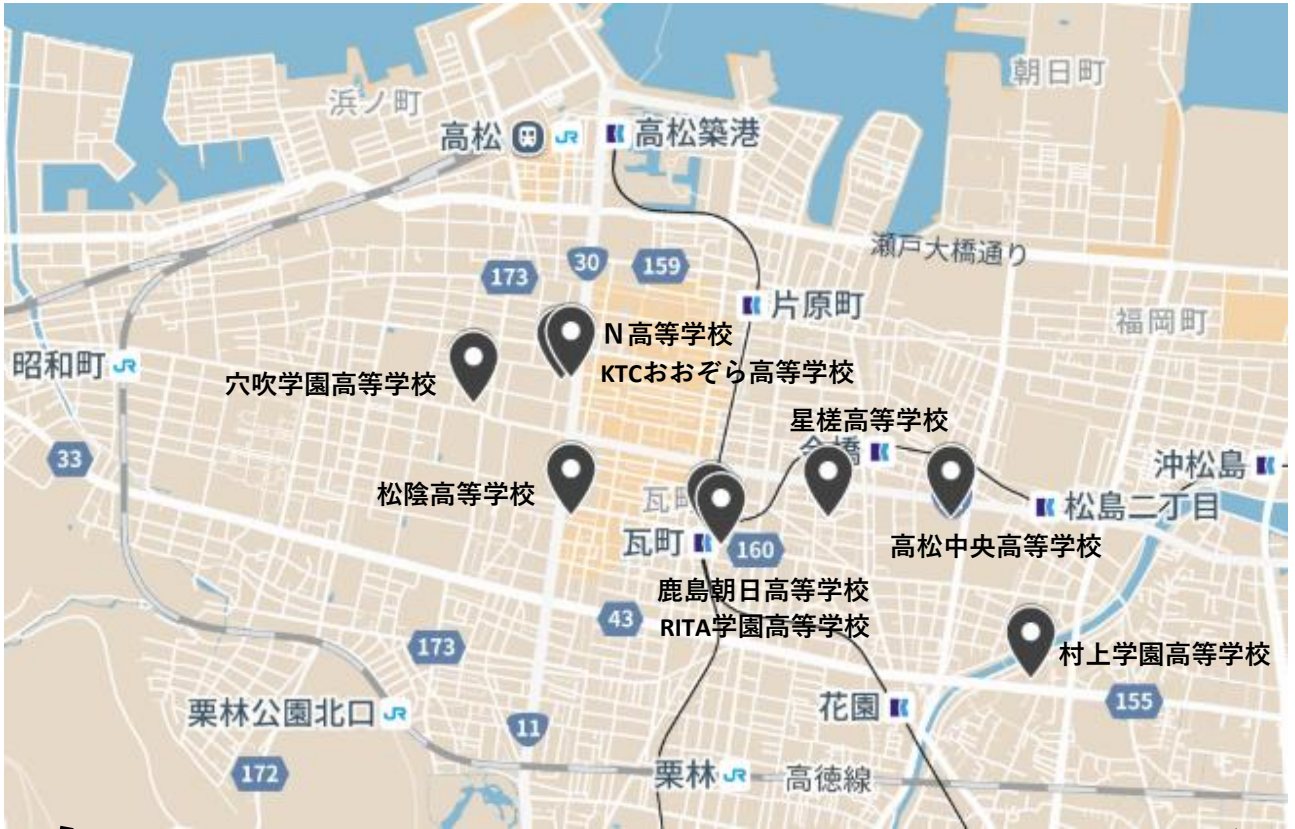 朝日町
浜ノ町
高松
JR
高松築港
瀬戸大橋通り
173
30
159
片原町
福岡町
N高等学校
昭和町
JR
KTCおおぞら高等学校
穴吹学園高等学校
星槎高等学校
今橋
33
沖松島
松陰高等学校
瓦町
松島二丁目
瓦町
160
高松中央高等学校
鹿島朝日高等学校
43
RITA学園高等学校
173
村上学園高等学校
栗林公園北口
JR
花園
155
11
172
栗林
JR
高徳線